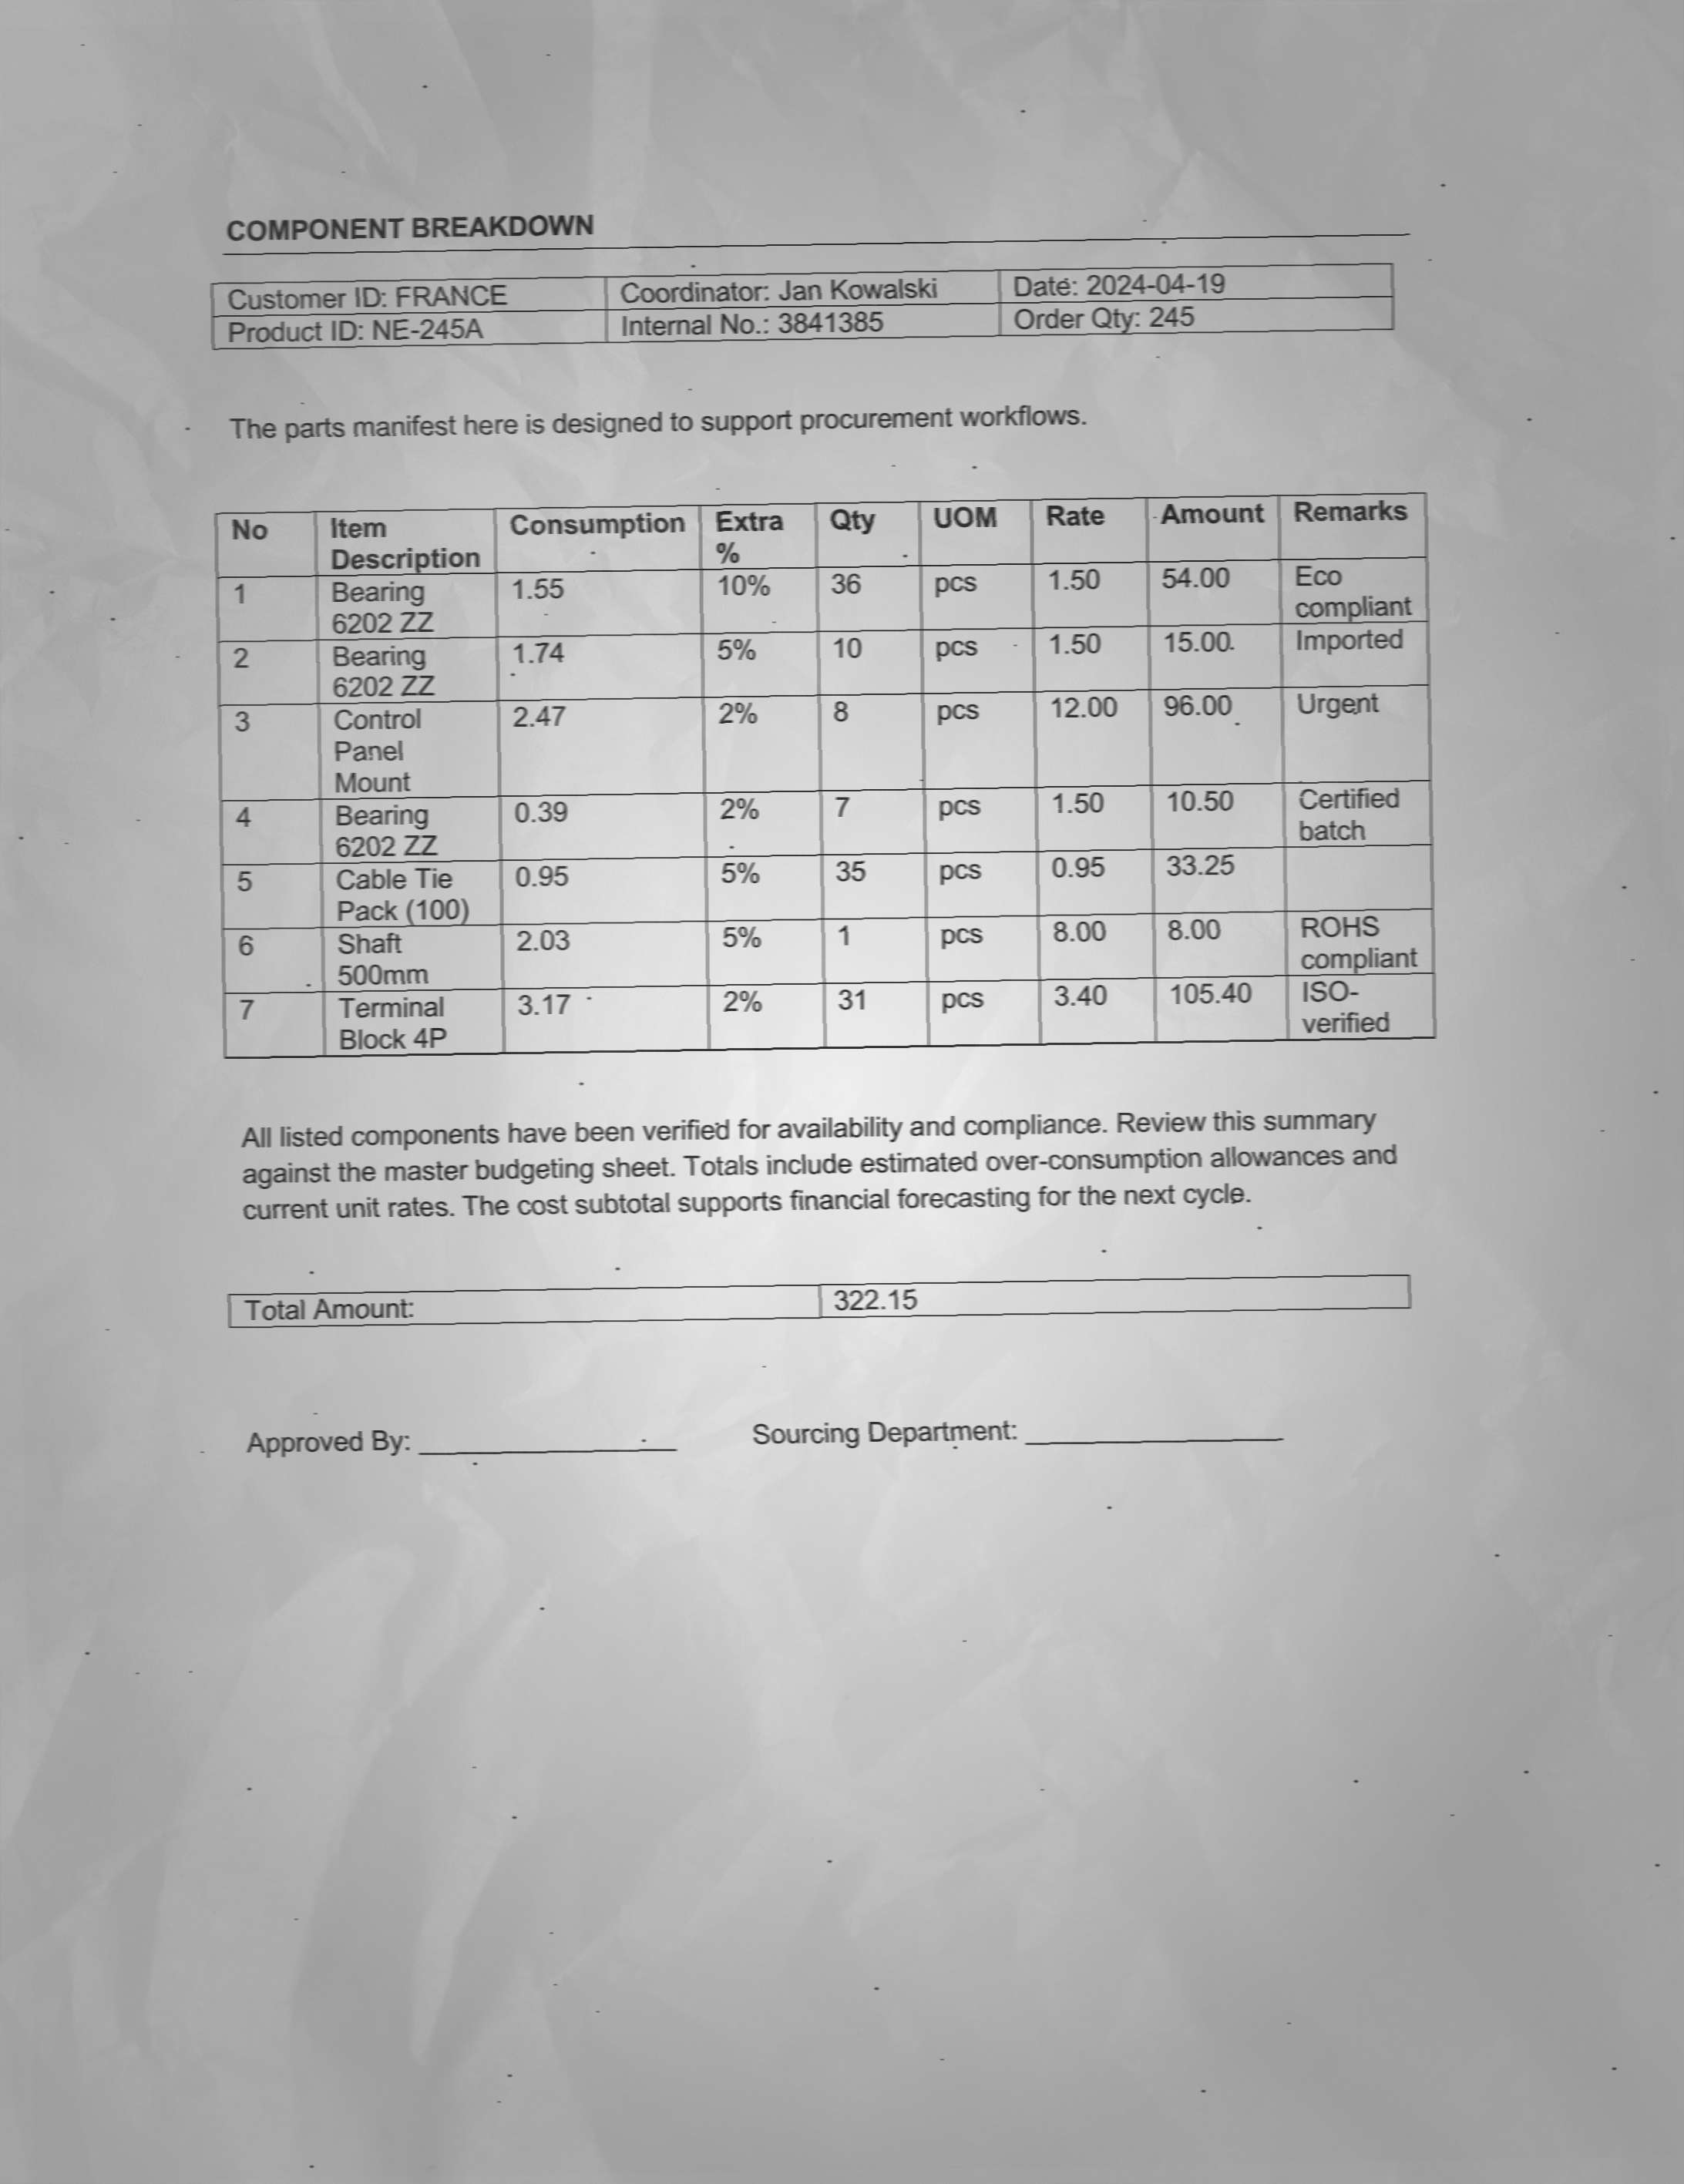 COMPONENT BREAKDOWN
Customer ID: FRANCE Coordinator: Jan Kowalski Date: 2024-04-19
Product ID: NE-245A Internal No.: 3841385 Order Qty: 245
The parts manifest here is designed to support procurement workflows.
No Item Description Consumption Extra % Qty UOM Rate Amount Remarks
1 Bearing 6202 ZZ 1.55 10% 36 pcs 1.50 54.00 Eco compliant
2 Bearing 6202 ZZ 1.74 5% 10 pcs 1.50 15.00 Imported
3 Control Panel Mount 2.47 2% 8 pcs 12.00 96.00 Urgent
4 Bearing 6202 ZZ 0.39 2% 7 pcs 1.50 10.50 Certified batch
5 Cable Tie Pack (100) 0.95 5% 35 pcs 0.95 33.25
6 Shaft 500mm 2.03 5% 1 pcs 8.00 8.00 ROHS compliant
7 Terminal Block 4P 3.17 2% 31 pcs 3.40 105.40 ISO-verified
All listed components have been verified for availability and compliance. Review this summary
against the master budgeting sheet. Totals include estimated over-consumption allowances and
current unit rates. The cost subtotal supports financial forecasting for the next cycle.
Total Amount: 322.15
Approved By: ________________ Sourcing Department: ________________